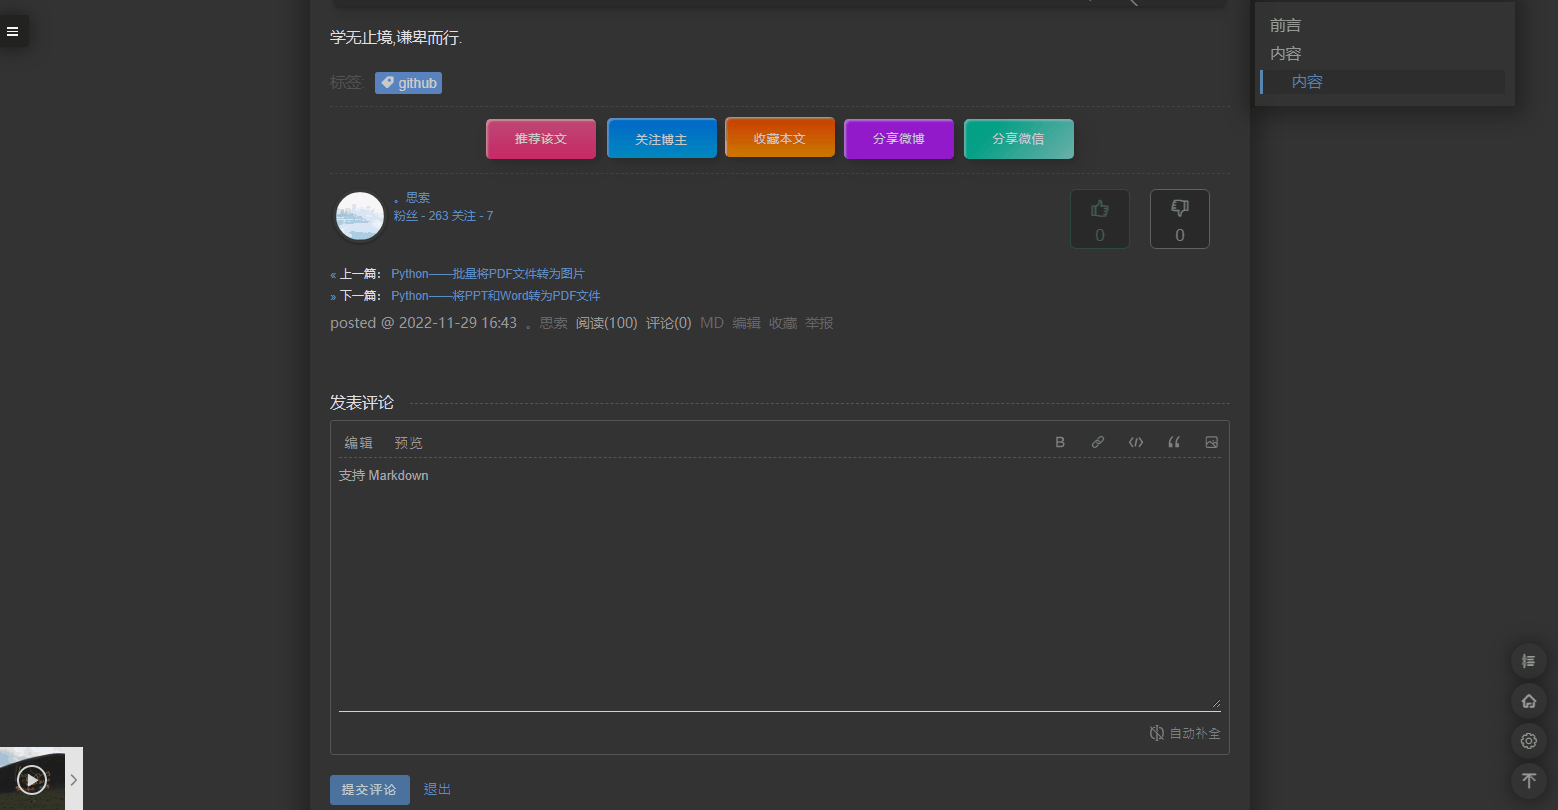 学无止境,谦卑而行.
标签: github
推荐该文 关注博主 收藏本文 分享微博 分享微信
。思索
粉丝 - 263 关注 - 7
0 0
« 上一篇： Python——批量将PDF文件转为图片
» 下一篇： Python——将PPT和Word转为PDF文件
posted @ 2022-11-29 16:43 。思索 阅读(100) 评论(0) MD 编辑 收藏 举报
发表评论
编辑 预览 B
支持 Markdown
自动补全
提交评论 退出
前言
内容
内容